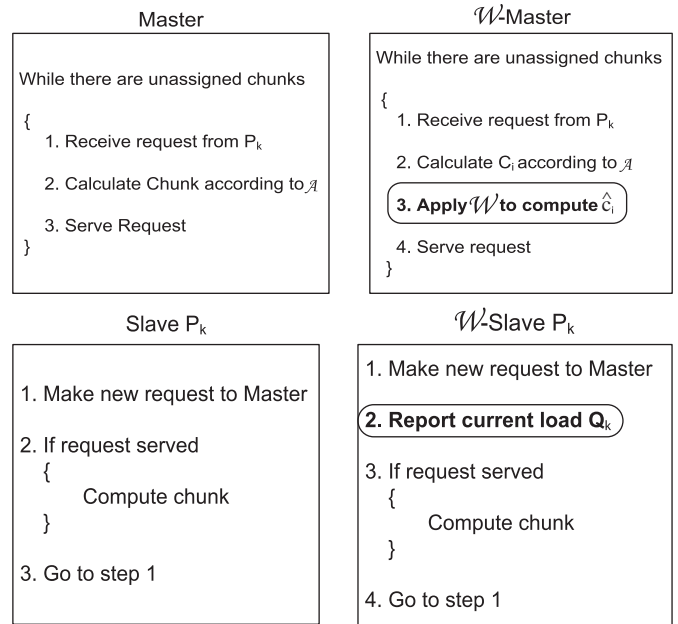 Master
While there are unassigned chunks
{
1. Receive request from Pₖ
2. Calculate Chunk according to 𝒜
3. Serve Request
}
𝒲-Master
While there are unassigned chunks
{
1. Receive request from Pₖ
2. Calculate Cᵢ according to 𝒜
3. Apply 𝒲 to compute ĉᵢ
4. Serve request
}
Slave Pₖ
1. Make new request to Master
2. If request served
{
Compute chunk
}
3. Go to step 1
𝒲-Slave Pₖ
1. Make new request to Master
2. Report current load Qₖ
3. If request served
{
Compute chunk
}
4. Go to step 1